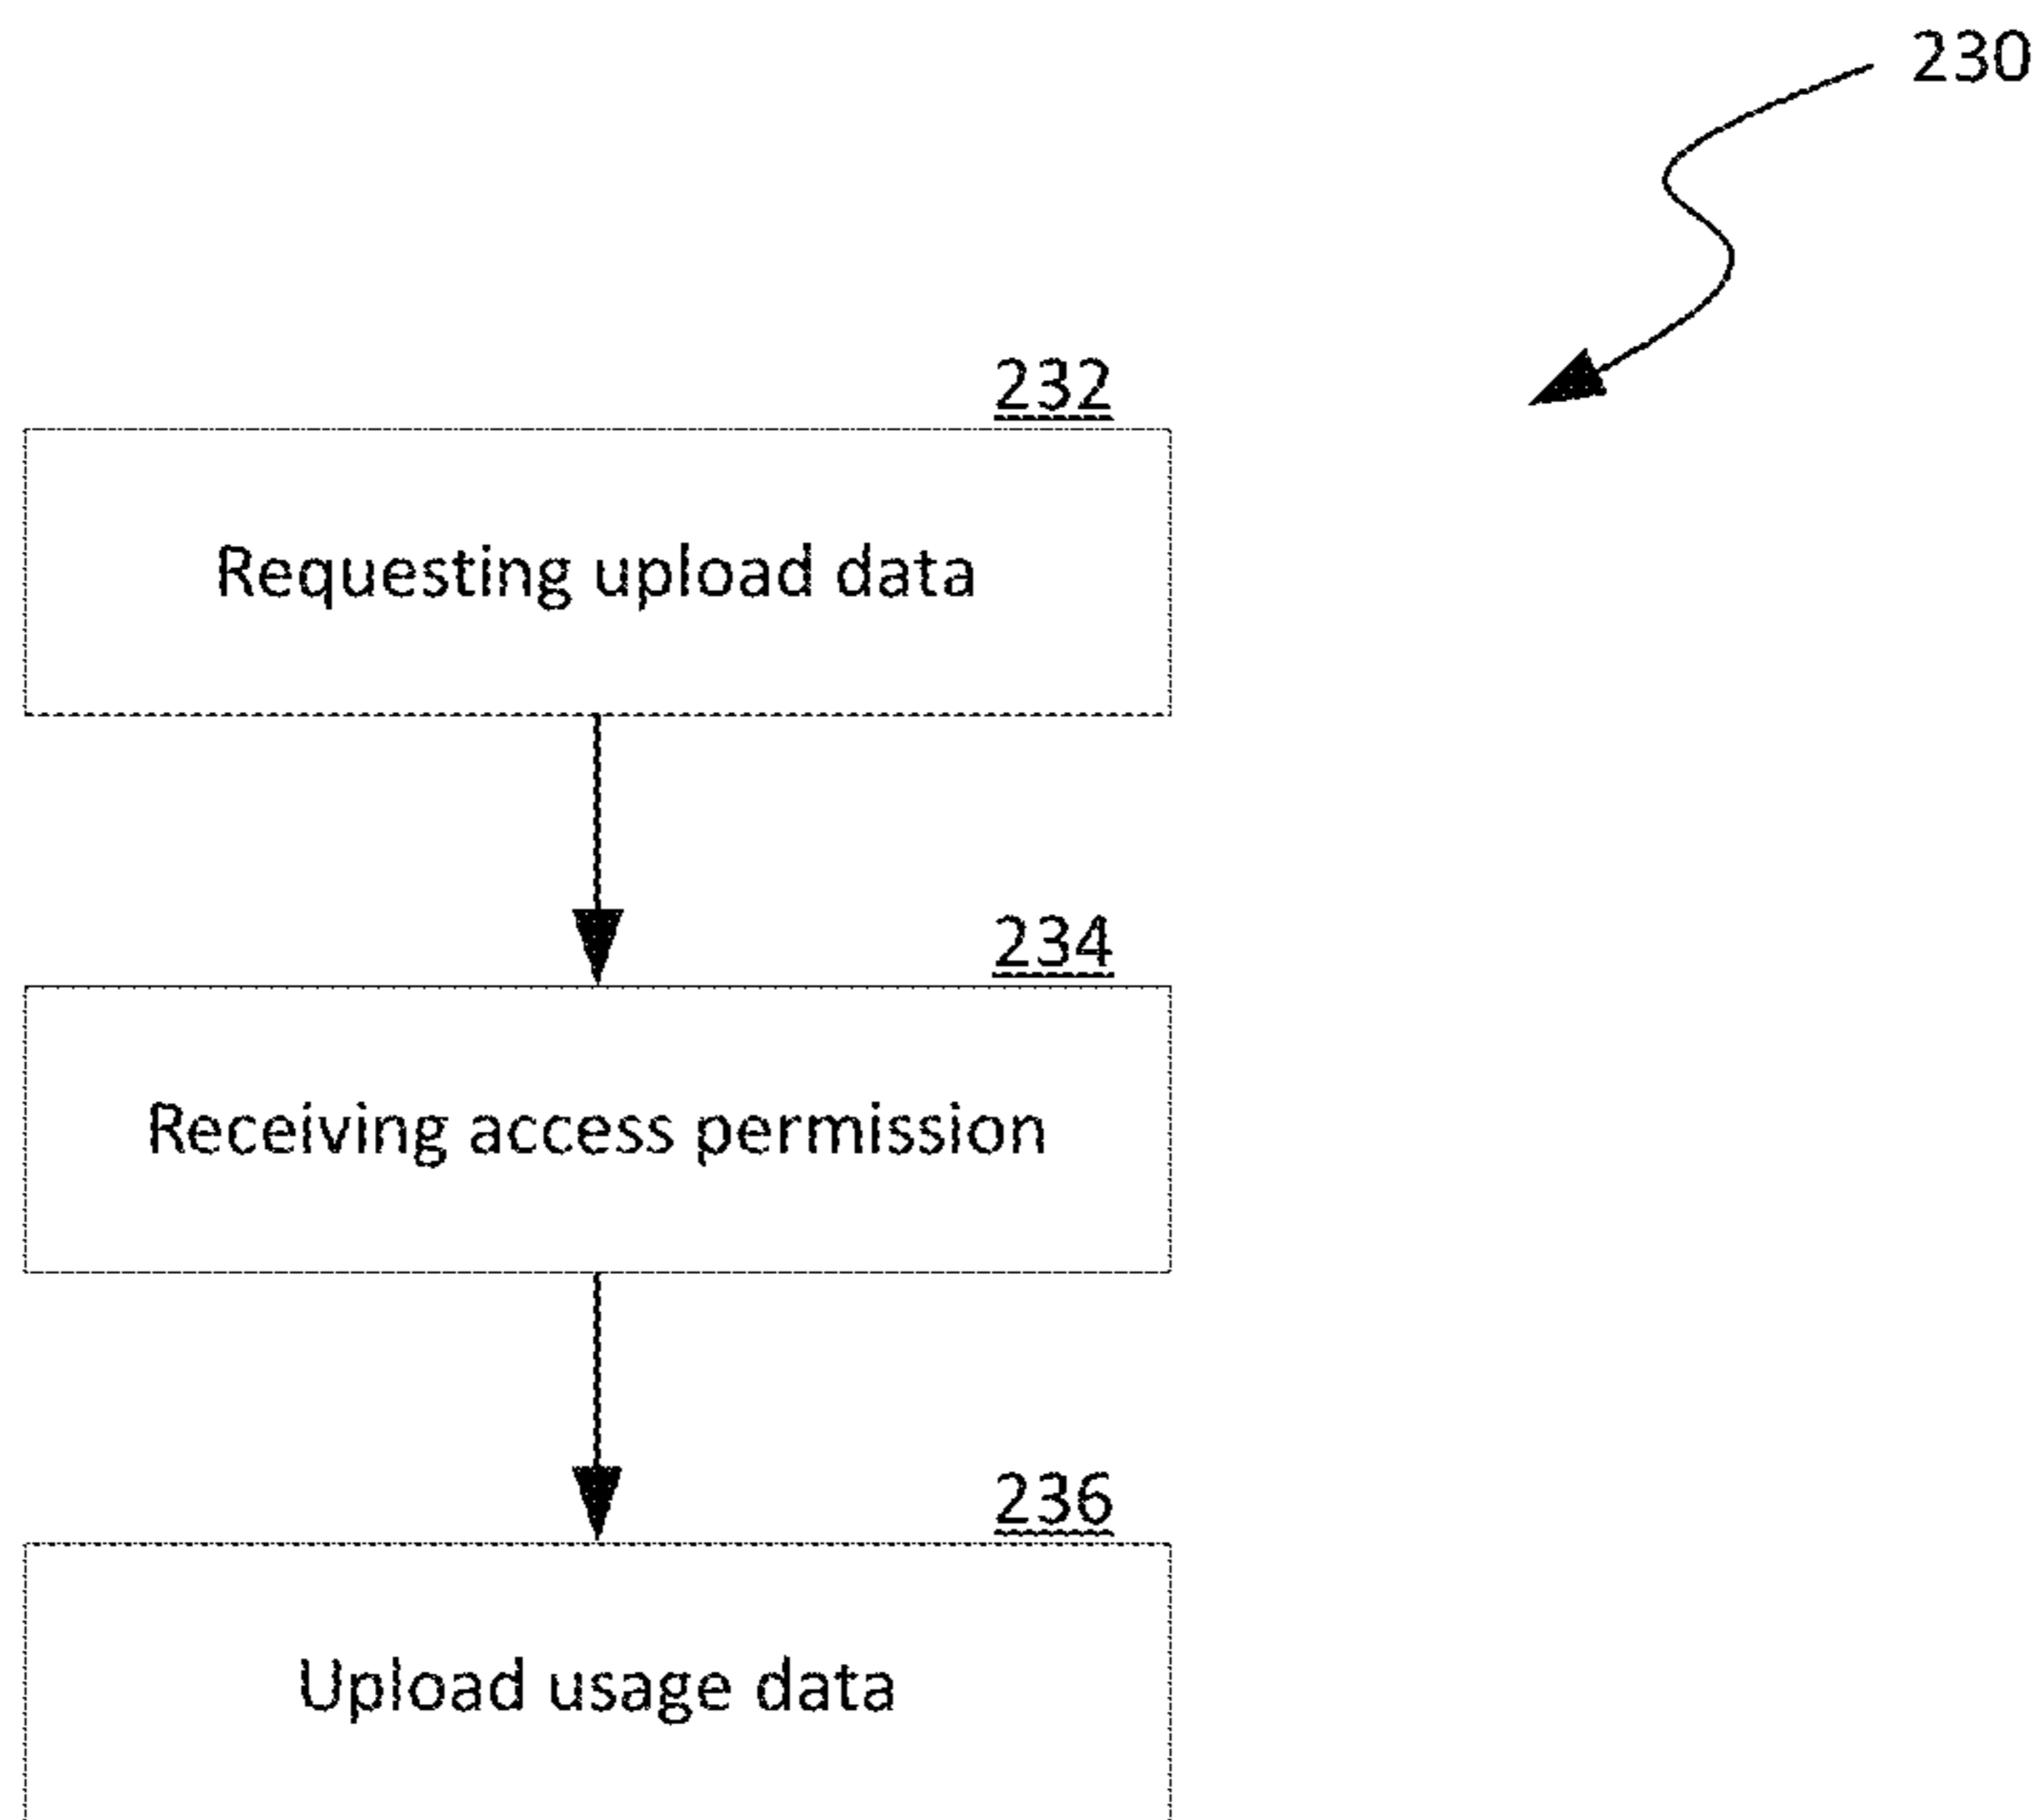 230
232
Requesting upload data
234
Receiving access permission
236
Upload usage data